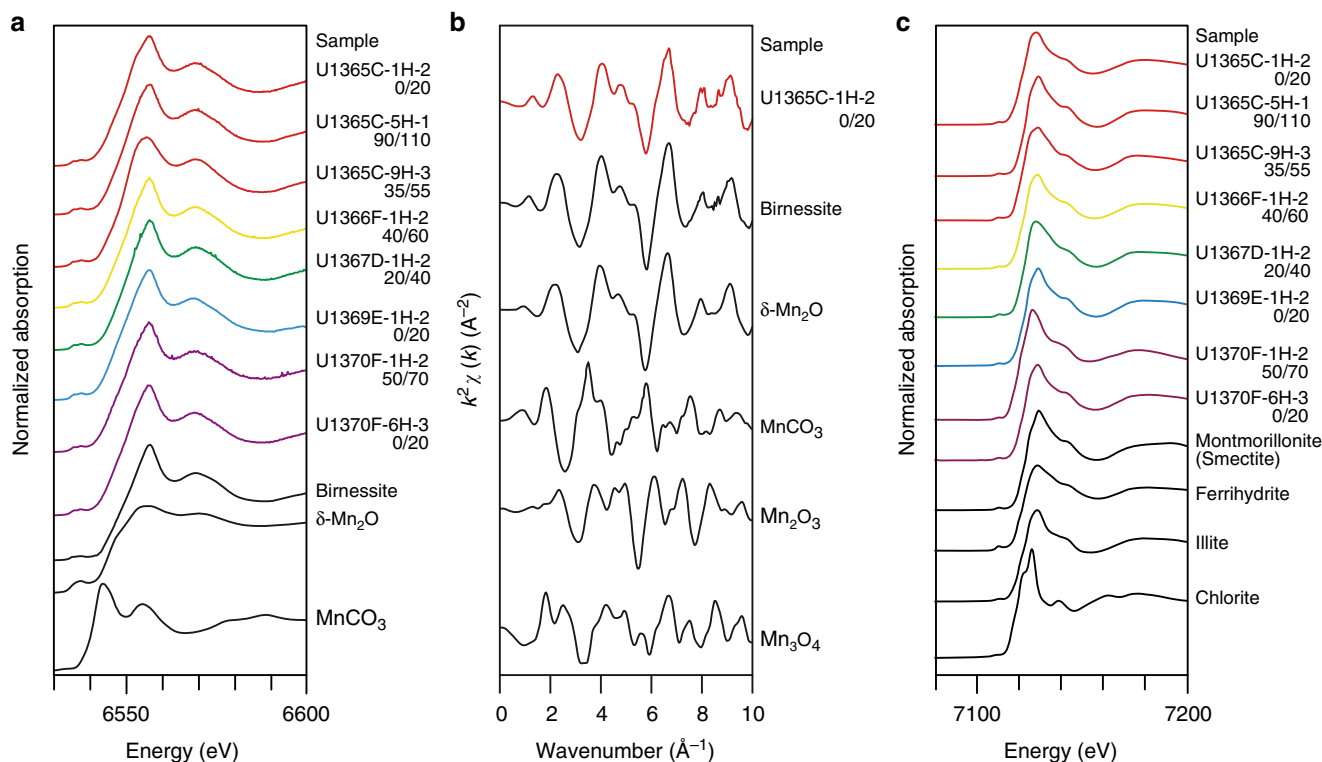 a
Normalized absorption
Sample
U1365C-1H-2
0/20
U1365C-5H-1
90/110
U1365C-9H-3
35/55
U1366F-1H-2
40/60
U1367D-1H-2
20/40
U1369E-1H-2
0/20
U1370F-1H-2
50/70
U1370F-6H-3
0/20
Birnessite
δ-Mn₂O
MnCO₃
6550
6600
Energy (eV)
b
k² χ (k) (A⁻²)
Sample
U1365C-1H-2
0/20
Birnessite
δ-Mn₂O
MnCO₃
Mn₂O₃
Mn₃O₄
0 2 4 6 8 10
Wavenumber (Å⁻¹)
c
Normalized absorption
Sample
U1365C-1H-2
0/20
U1365C-5H-1
90/110
U1365C-9H-3
35/55
U1366F-1H-2
40/60
U1367D-1H-2
20/40
U1369E-1H-2
0/20
U1370F-1H-2
50/70
U1370F-6H-3
0/20
Montmorillonite
(Smectite)
Ferrihydrite
Illite
Chlorite
7100
7200
Energy (eV)